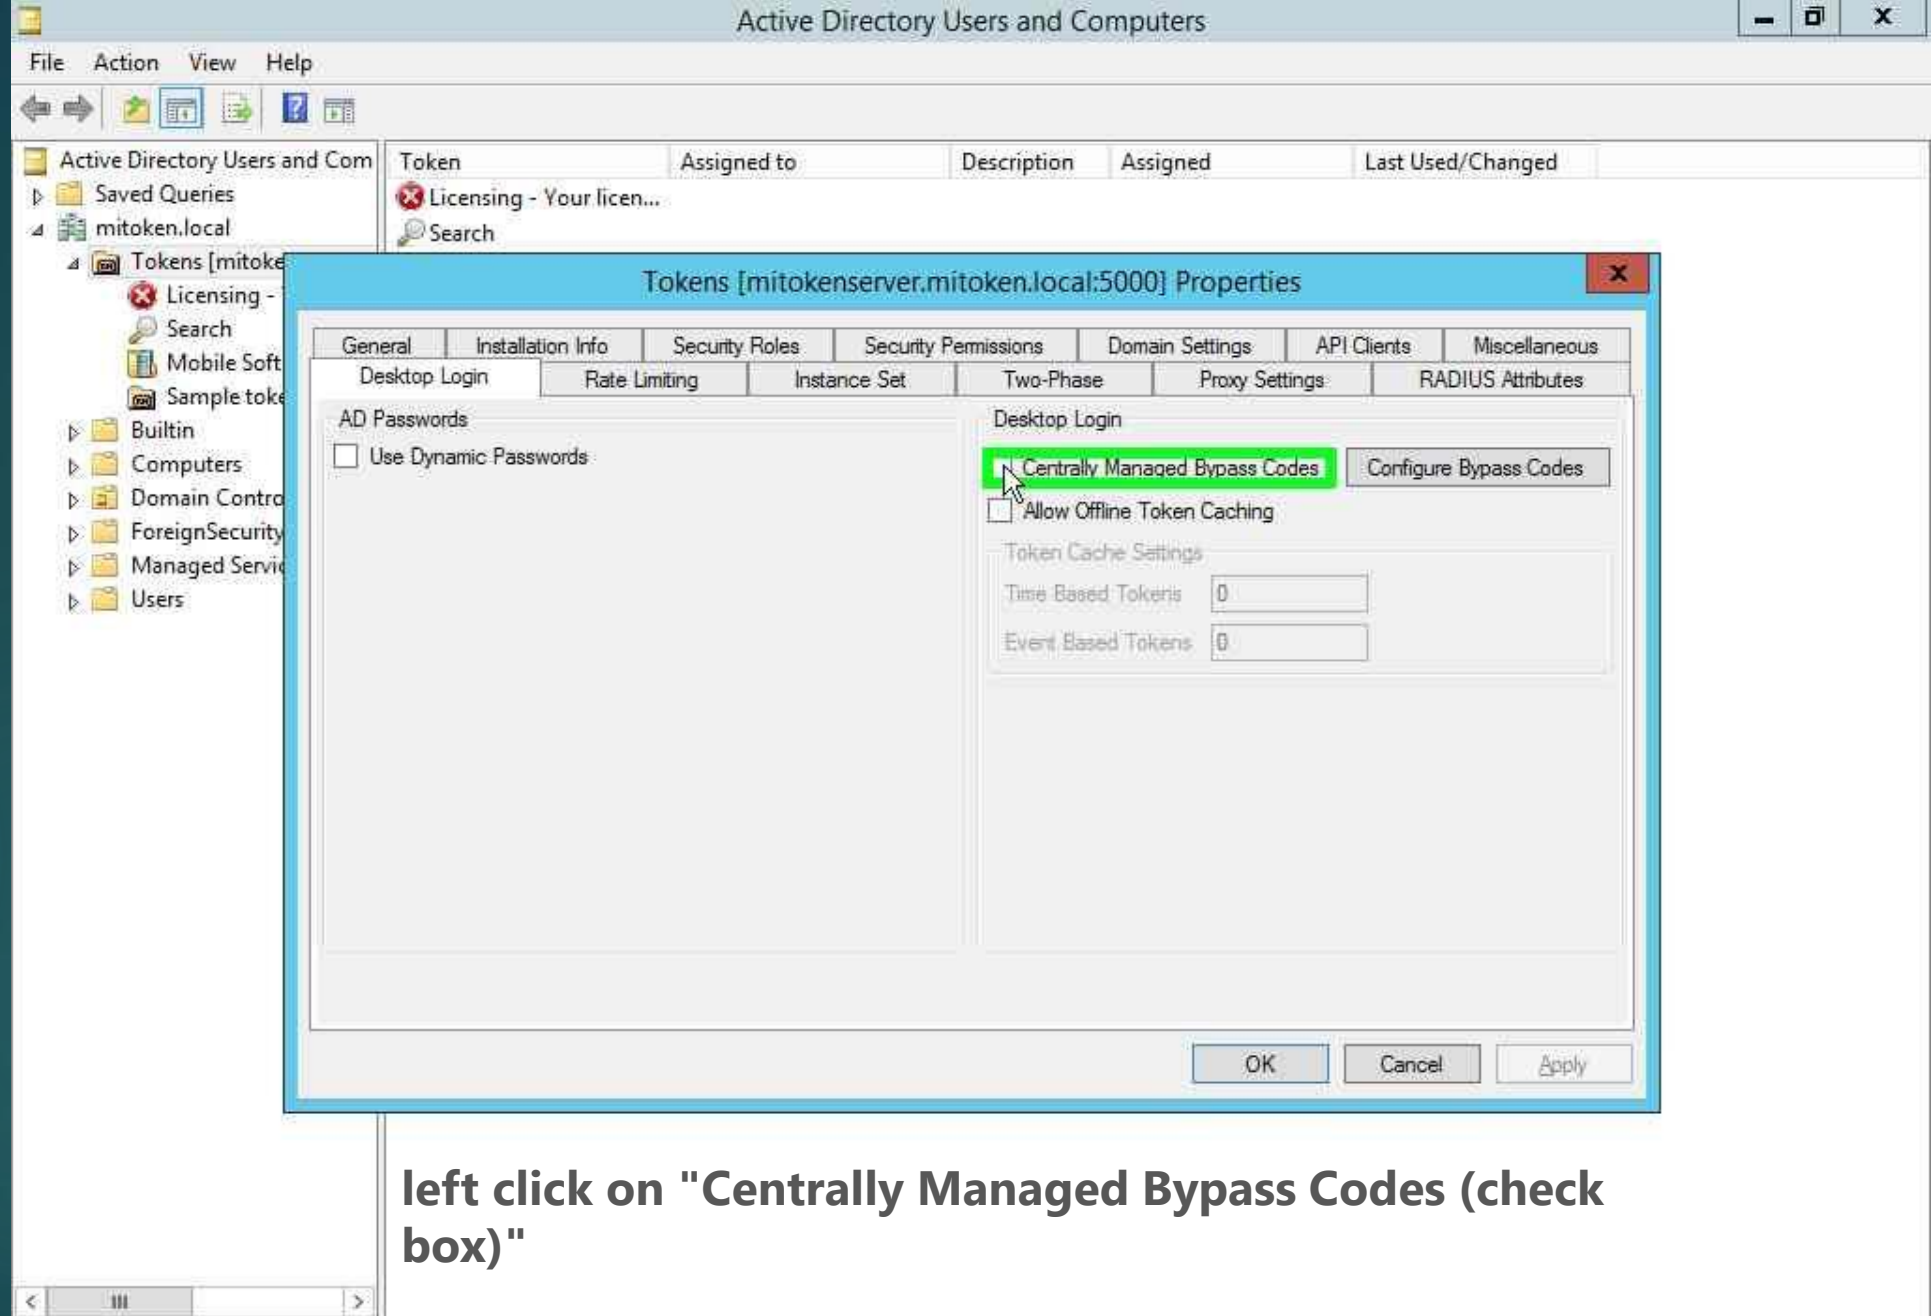 Active Directory Users and Computers
File Action View Help
Active Directory Users and Com
Saved Queries
mitoken.local
Tokens [mitoke
Licensing -
Search
Mobile Soft
Sample toke
Builtin
Computers
Domain Contro
ForeignSecurity
Managed Servic
Users
Token Assigned to Description Assigned Last Used/Changed
Licensing - Your licen...
Search
Tokens [mitokenserver.mitoken.local:5000] Properties
General Installation Info Security Roles Security Permissions Domain Settings API Clients Miscellaneous
Desktop Login Rate Limiting Instance Set Two-Phase Proxy Settings RADIUS Attributes
AD Passwords
Use Dynamic Passwords
Desktop Login
Centrally Managed Bypass Codes Configure Bypass Codes
Allow Offline Token Caching
Token Cache Settings
Time Based Tokens 0
Event Based Tokens 0
OK Cancel Apply
left click on "Centrally Managed Bypass Codes (check
box)"